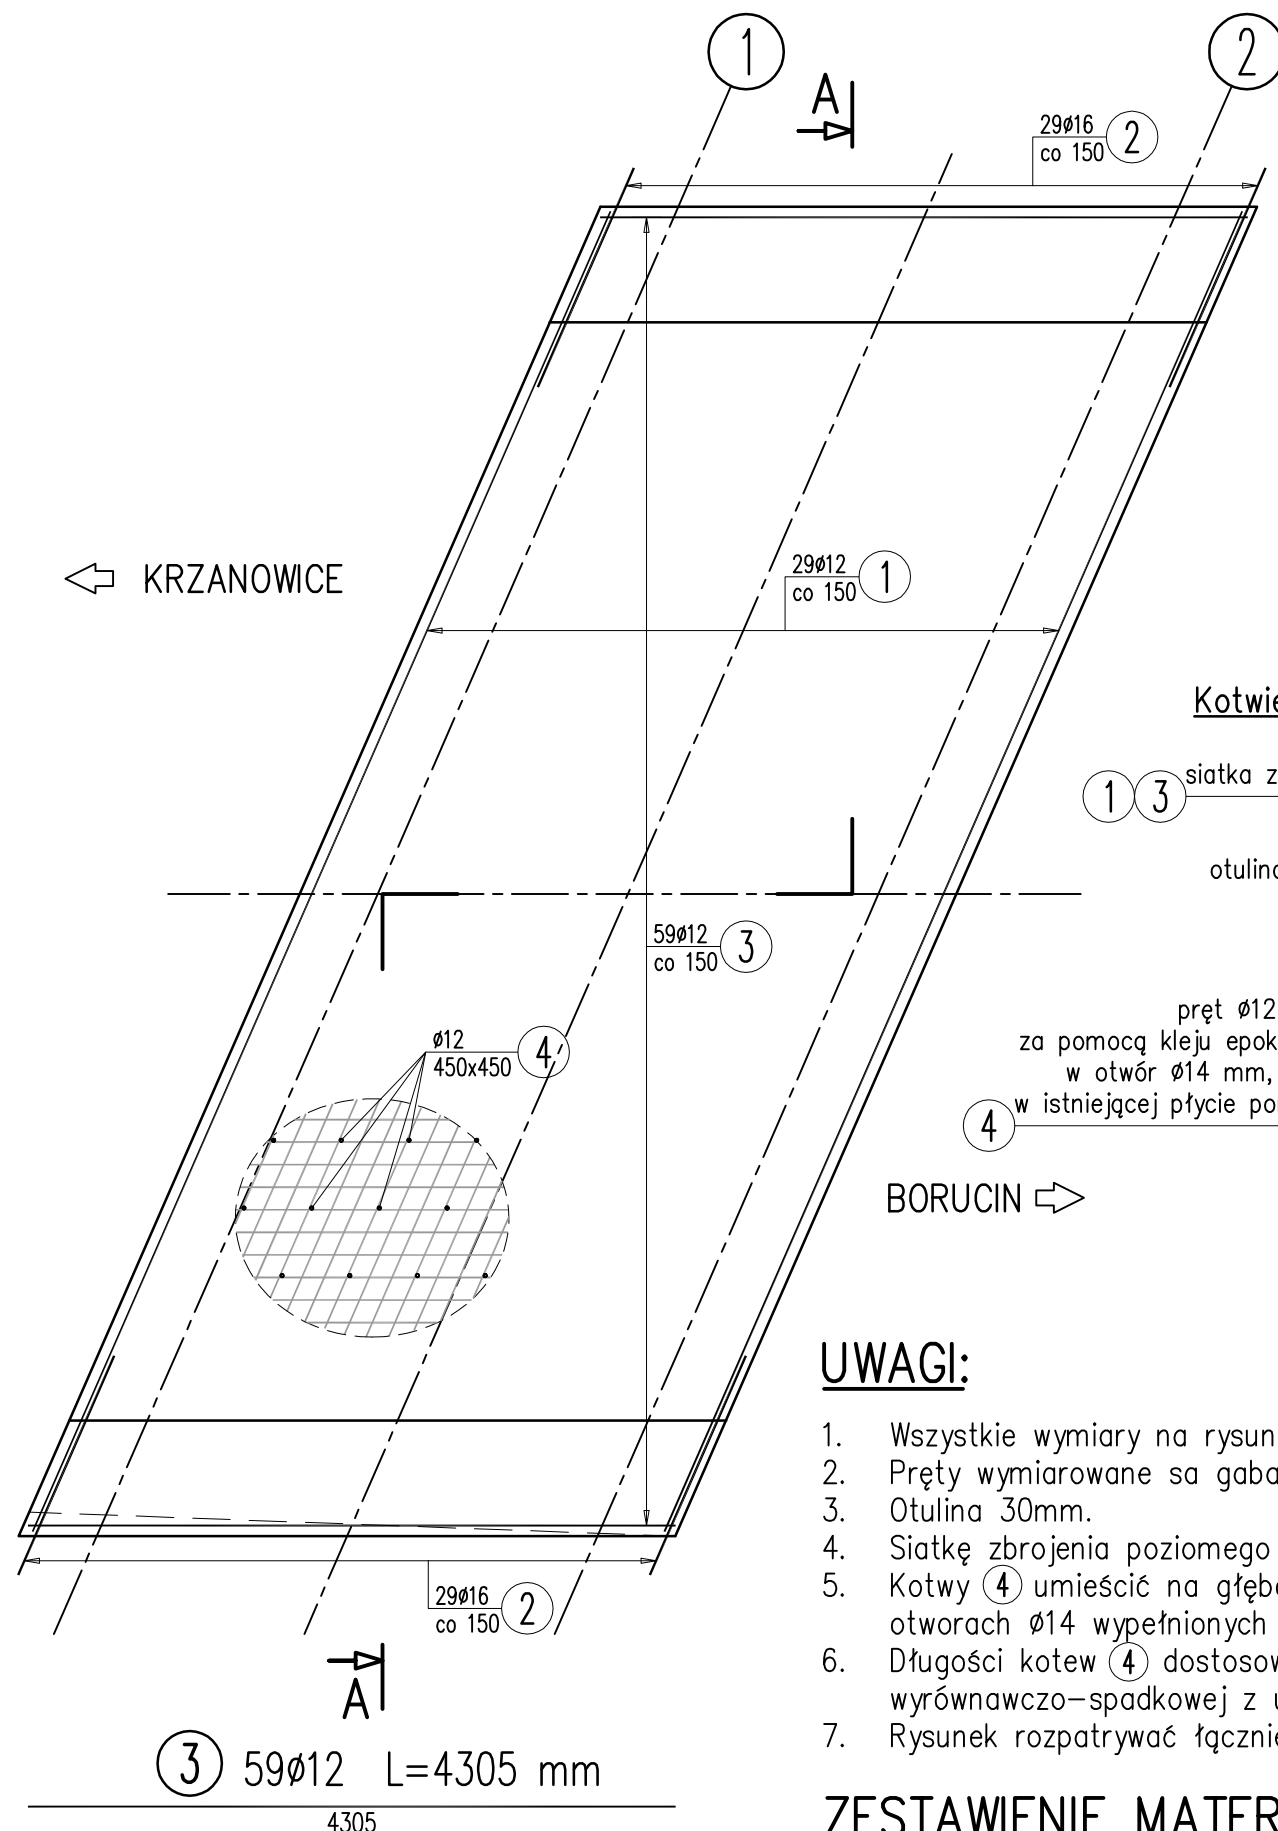 1
2
A
29ø16
co 150
2
KRZANOWICE
29ø12
co 150
1
Kotwie
1 3 siatka z
otulina
59ø12
co 150
3
ø12
450x450
4
pręt ø12
za pomocą kleju epok
w otwór ø14 mm,
w istniejącej płycie po
4
BORUCIN
UWAGI:
1. Wszystkie wymiary na rysun
2. Pręty wymiarowane sa gaba
3. Otulina 30mm.
4. Siatkę zbrojenia poziomego
5. Kotwy 4 umieścić na głęb
otworach ø14 wypełnionych
6. Długości kotew 4 dostosow
wyrównawczo-spadkowej z u
7. Rysunek rozpatrywać łącznie
29ø16
co 150
2
A
3 59ø12 L=4305 mm
4305
ZESTAWIENIE MATER